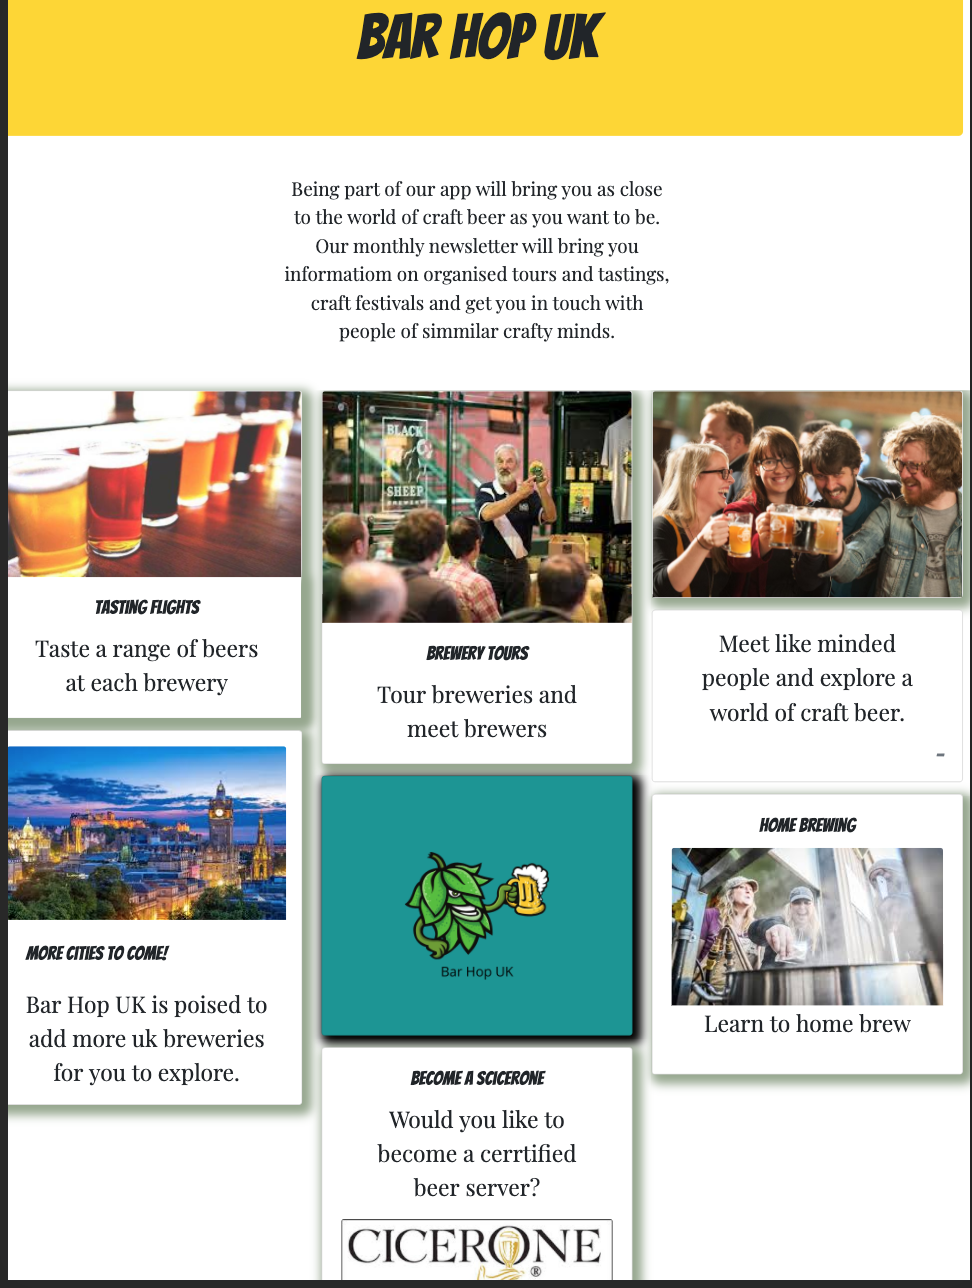 BAR HOP UK
Being part of our app will bring you as close
to the world of craft beer as you want to be.
Our monthly newsletter will bring you
informatiom on organised tours and tastings,
craft festivals and get you in touch with
people of simmilar crafty minds.
TASTING FLIGHTS
Taste a range of beers
at each brewery
BLACK
SHEEP
BREWERY TOURS
Tour breweries and
meet brewers
Meet like minded
people and explore a
world of craft beer.
MORE CITIES TO COME!
Bar Hop UK is poised to
add more uk breweries
for you to explore.
Bar Hop UK
HOME BREWING
Learn to home brew
BECOME A SCICERONE
Would you like to
become a cerrtified
beer server?
CICERONE
®